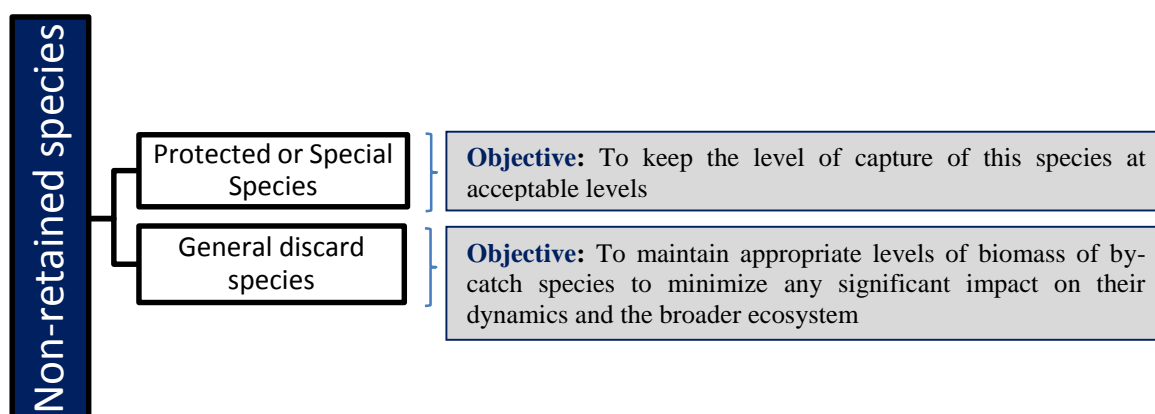 Non-retained species
Protected or Special
Species
Objective: To keep the level of capture of this species at
acceptable levels
General discard
species
Objective: To maintain appropriate levels of biomass of by-
catch species to minimize any significant impact on their
dynamics and the broader ecosystem